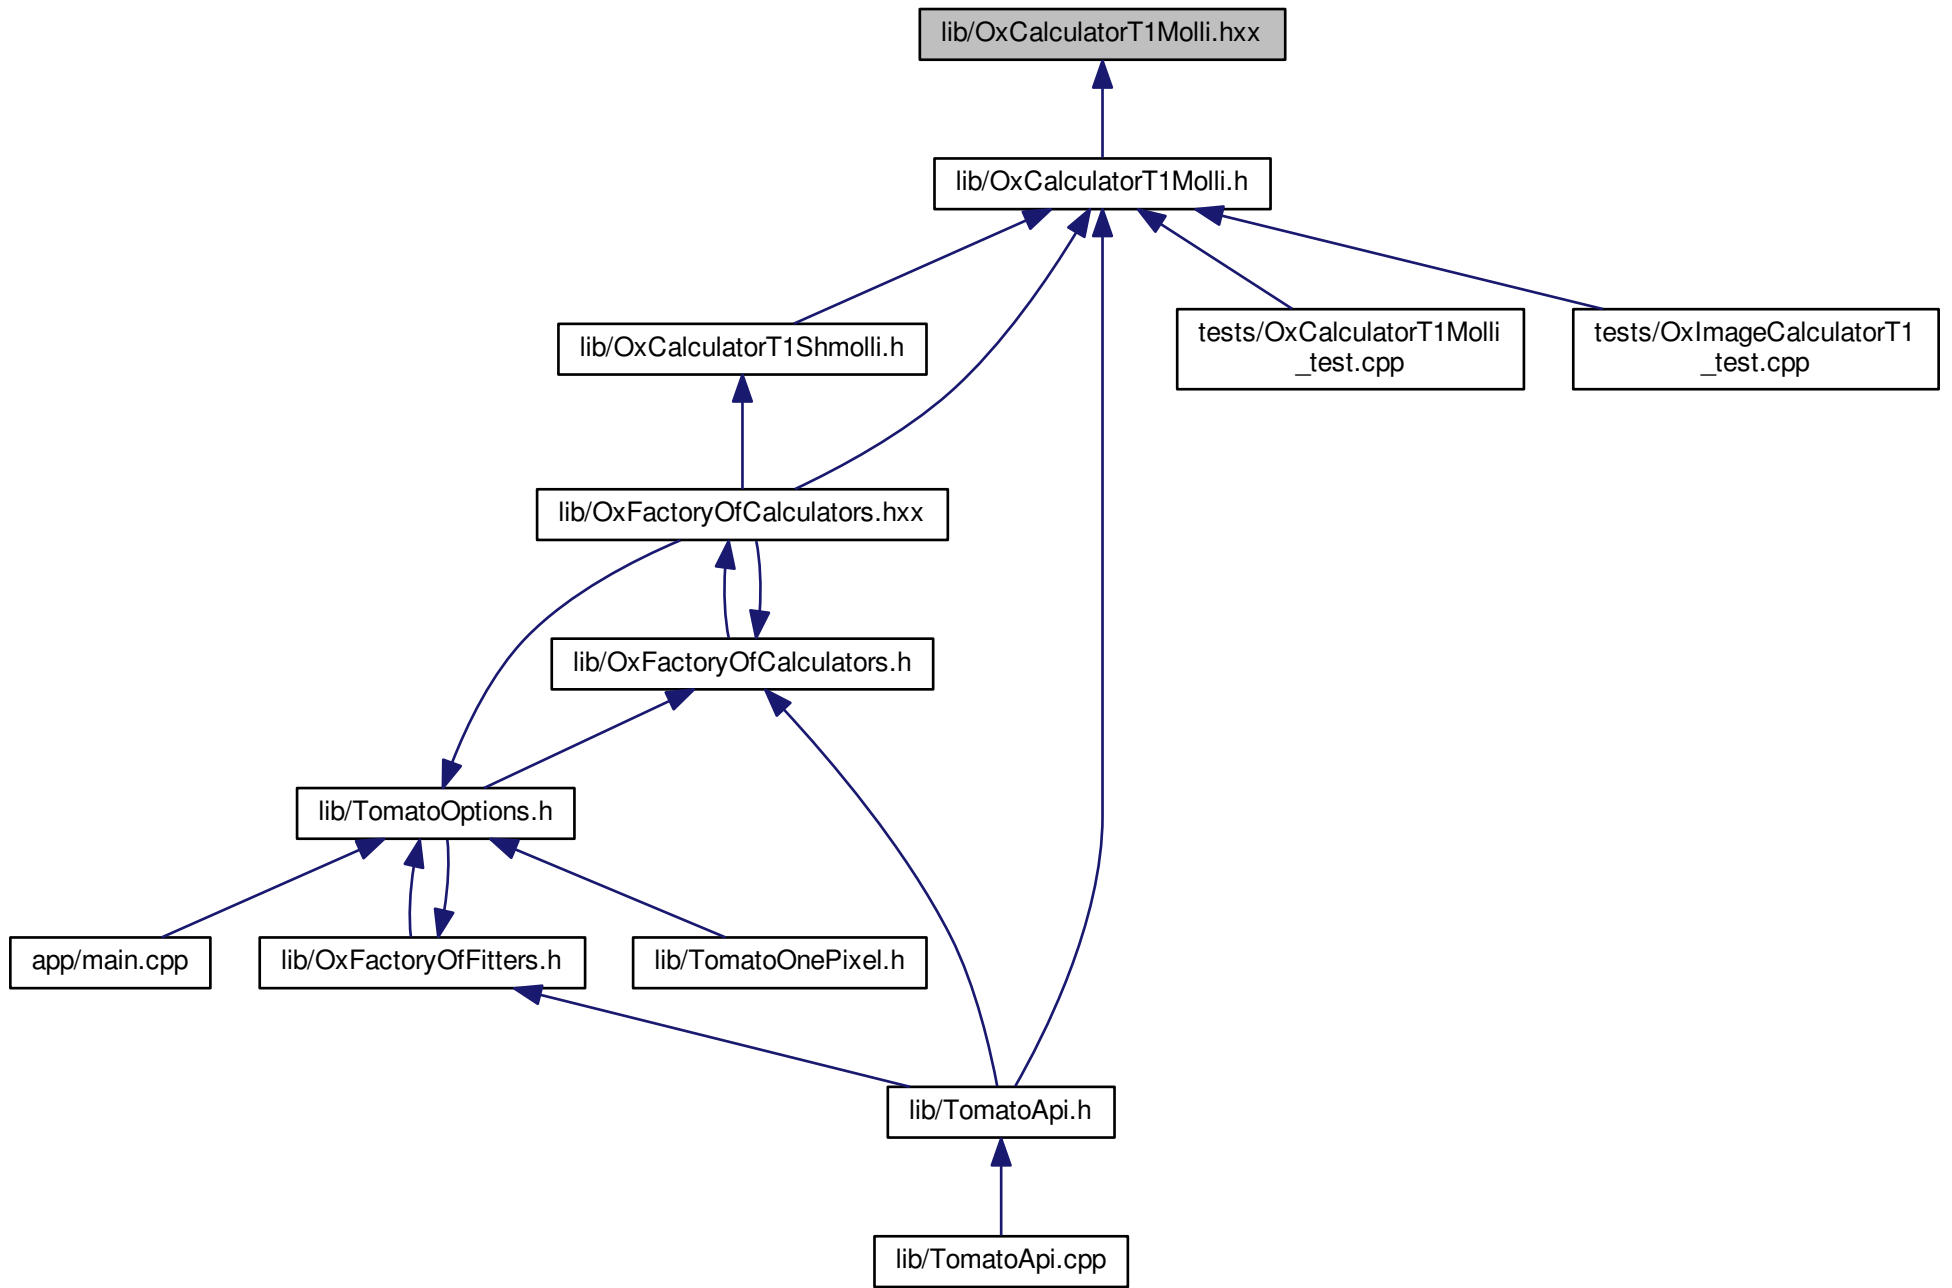 lib/OxCalculatorT1Molli.hxx
lib/OxCalculatorT1Molli.h
lib/OxCalculatorT1Shmolli.h
tests/OxCalculatorT1Molli
_test.cpp
tests/OxImageCalculatorT1
_test.cpp
lib/OxFactoryOfCalculators.hxx
lib/OxFactoryOfCalculators.h
lib/TomatoOptions.h
app/main.cpp
lib/OxFactoryOfFitters.h
lib/TomatoOnePixel.h
lib/TomatoApi.h
lib/TomatoApi.cpp